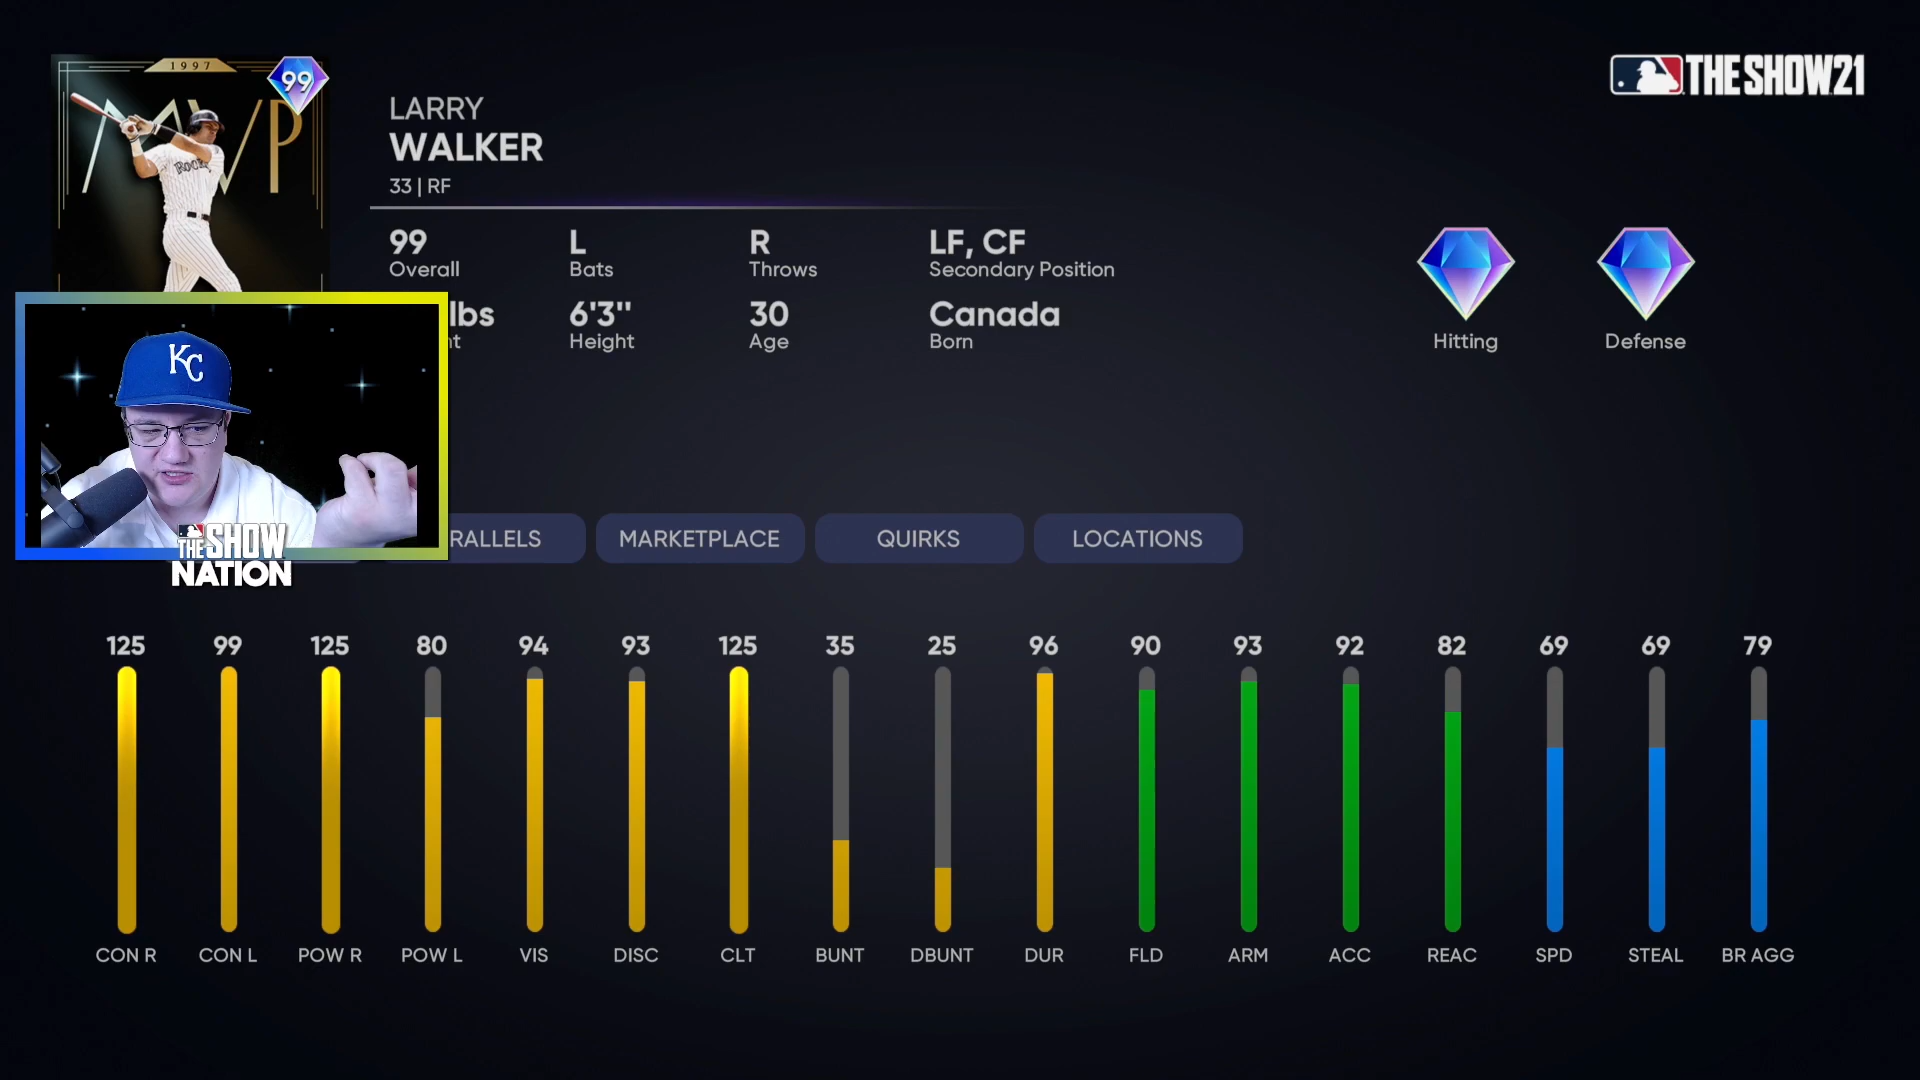 1997
99
MVP
ROCK
LARRY
WALKER
33 | RF
THE SHOW 21
99
Overall
L
Bats
R
Throws
LF, CF
Secondary Position
lbs
6'3"
Height
30
Age
Canada
Born
Hitting
Defense
KC
THE SHOW
NATION
RALLELS
MARKETPLACE
QUIRKS
LOCATIONS
125 99 125 80 94 93 125 35 25 96 90 93 92 82 69 69 79
CON R CON L POW R POW L VIS DISC CLT BUNT DBUNT DUR FLD ARM ACC REAC SPD STEAL BR AGG